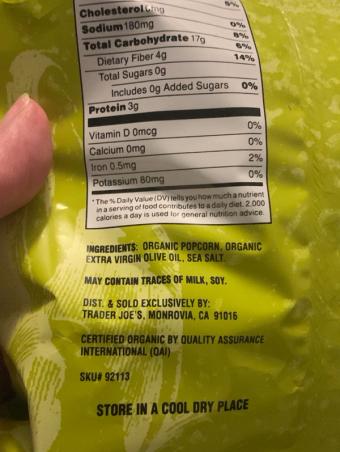 Cholesterol 0mg
0%
Sodium 180mg 8%
Total Carbohydrate 17g 6%
Dietary Fiber 4g 14%
Total Sugars 0g
Includes 0g Added Sugars 0%
Protein 3g
Vitamin D 0mcg 0%
Calcium 0mg 0%
Iron 0.5mg 2%
Potassium 80mg 0%
*The % Daily Value (DV) tells you how much a nutrient
in a serving of food contributes to a daily diet. 2,000
calories a day is used for general nutrition advice.
INGREDIENTS: ORGANIC POPCORN, ORGANIC
EXTRA VIRGIN OLIVE OIL, SEA SALT.
MAY CONTAIN TRACES OF MILK, SOY.
DIST. & SOLD EXCLUSIVELY BY:
TRADER JOE'S, MONROVIA, CA 91016
CERTIFIED ORGANIC BY QUALITY ASSURANCE
INTERNATIONAL (QAI)
SKU# 92113
STORE IN A COOL DRY PLACE